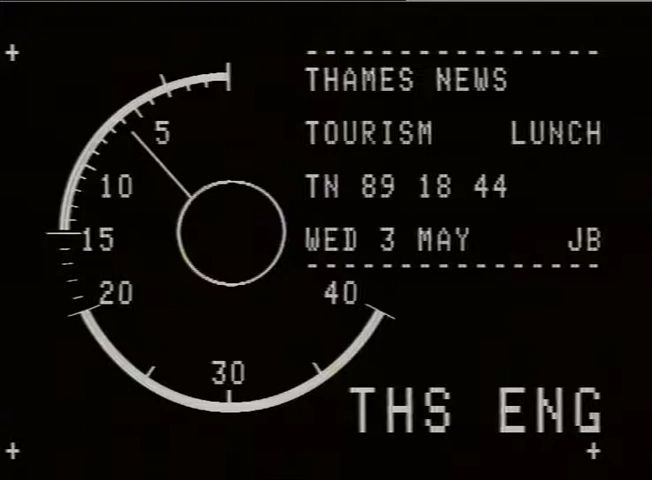 THAMES NEWS
TOURISM LUNCH
TN 89 18 44
WED 3 MAY JB
5
10
15
20
30
40
THS ENG